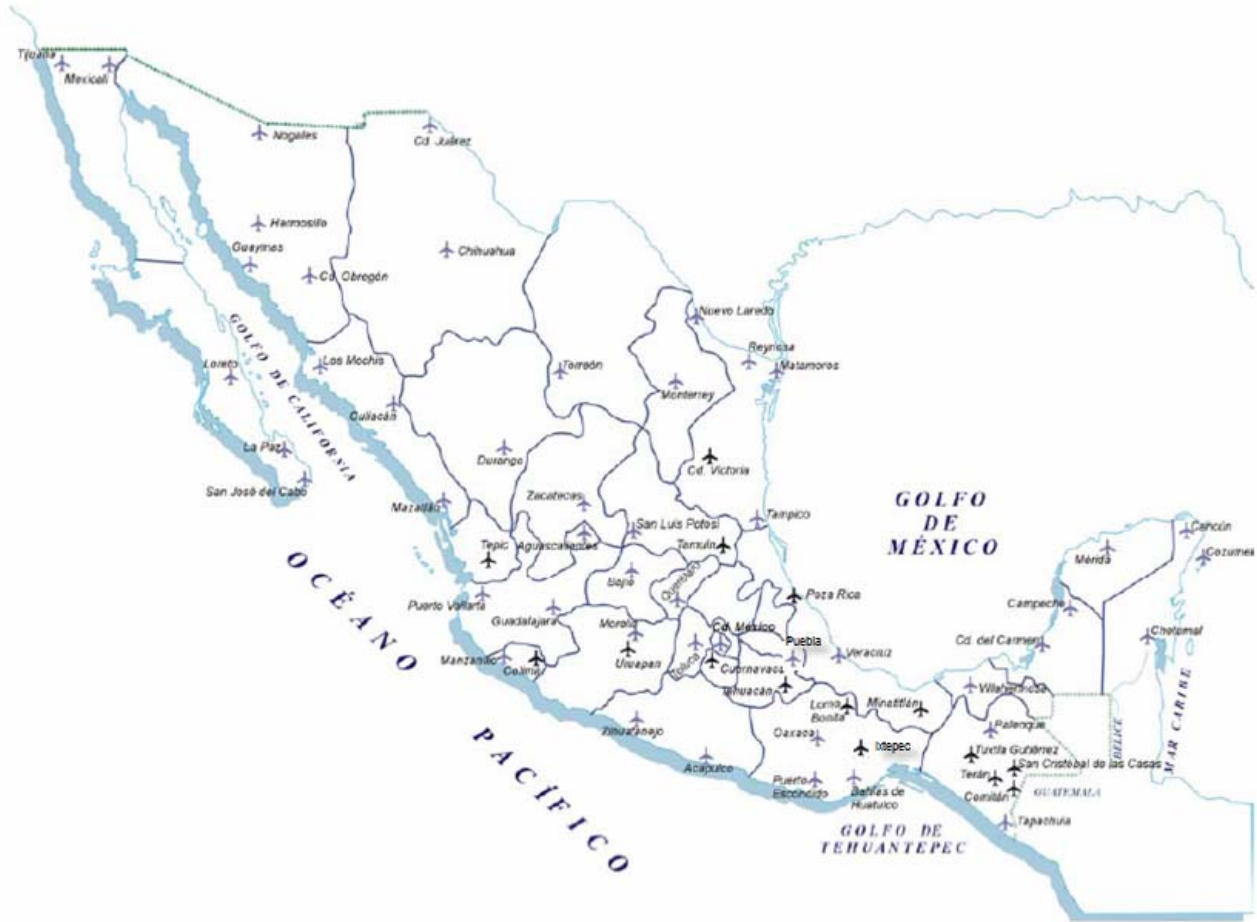 Tijuana
Mexicali
Nogales
Cd. Juárez
Hermosillo
Guaymas
Chihuahua
Cd. Obregón
Nuevo Laredo
GOLFO DE CALIFORNIA
Reynosa
Loreto
Los Mochis
Torreón
Matamoros
Monterrey
Culiacán
La Paz
Durango
Cd. Victoria
San José del Cabo
Mazatlán
Zacatecas
GOLFO
DE
MÉXICO
Tampico
San Luis Potosí
Cancún
Tepic
Aguascalientes
Tamuín
Cozumel
Mérida
OCÉANO
Bajío
Querétaro
Poza Rica
Puerto Vallarta
Campeche
Guadalajara
Morelia
Cd. México
Puebla
Cd. del Carmen
Chetumal
Veracruz
Manzanillo
Colima
Uruapan
Toluca
Cuernavaca
Tehuacán
Villahermosa
Loma
Bonita
Minatitlán
MAR CARIBE
Zihuatanejo
Oaxaca
Palenque
BELICE
PACÍFICO
Ixtepec
Tuxtla Gutiérrez
Acapulco
San Cristobal de las Casas
Puerto
Escondido
Terán
Bahías de
Huatulco
Comitán
GUATEMALA
Tapachula
GOLFO DE
TEHUANTEPEC